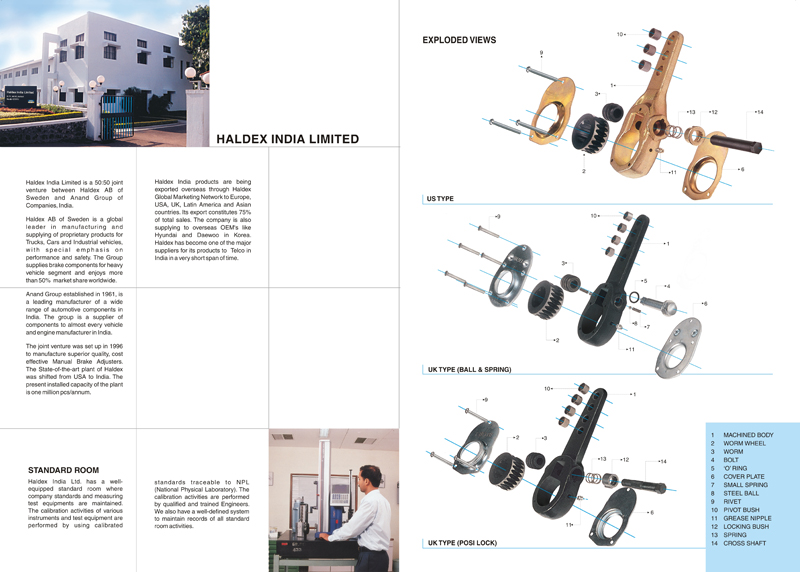 Haldex India Limited
HALDEX INDIA LIMITED
Haldex India Limited is a 50:50 joint
venture between Haldex AB of
Sweden and Anand Group of
Companies, India.
Haldex AB of Sweden is a global
leader in manufacturing and
supplying of proprietary products for
Trucks, Cars and Industrial vehicles,
with special emphasis on
performance and safety. The Group
supplies brake components for heavy
vehicle segment and enjoys more
than 50% market share worldwide.
Anand Group established in 1961, is
a leading manufacturer of a wide
range of automotive components in
India. The group is a supplier of
components to almost every vehicle
and engine manufacturer in India.
The joint venture was set up in 1996
to manufacture superior quality, cost
effective Manual Brake Adjusters.
The State-of-the-art plant of Haldex
was shifted from USA to India. The
present installed capacity of the plant
is one million pcs/annum.
Haldex India products are being
exported overseas through Haldex
Global Marketing Network to Europe,
USA, UK, Latin America and Asian
countries. Its export constitutes 75%
of total sales. The company is also
supplying to overseas OEM's like
Hyundai and Daewoo in Korea.
Haldex has become one of the major
suppliers for its products to Telco in
India in a very short span of time.
STANDARD ROOM
Haldex India Ltd. has a well-
equipped standard room where
company standards and measuring
test equipments are maintained.
The calibration activities of various
instruments and test equipment are
performed by using calibrated
standards traceable to NPL
(National Physical Laboratory). The
calibration activities are performed
by qualified and trained Engineers.
We also have a well-defined system
to maintain records of all standard
room activities.
EXPLODED VIEWS
10
9
1
3
13
12
14
2
11
6
US TYPE
9
10
1
3
5
4
6
8
7
2
11
UK TYPE (BALL & SPRING)
10
1
9
2
3
13
12
14
6
11
UK TYPE (POSI LOCK)
1 MACHINED BODY
2 WORM WHEEL
3 WORM
4 BOLT
5 'O' RING
6 COVER PLATE
7 SMALL SPRING
8 STEEL BALL
9 RIVET
10 PIVOT BUSH
11 GREASE NIPPLE
12 LOCKING BUSH
13 SPRING
14 CROSS SHAFT